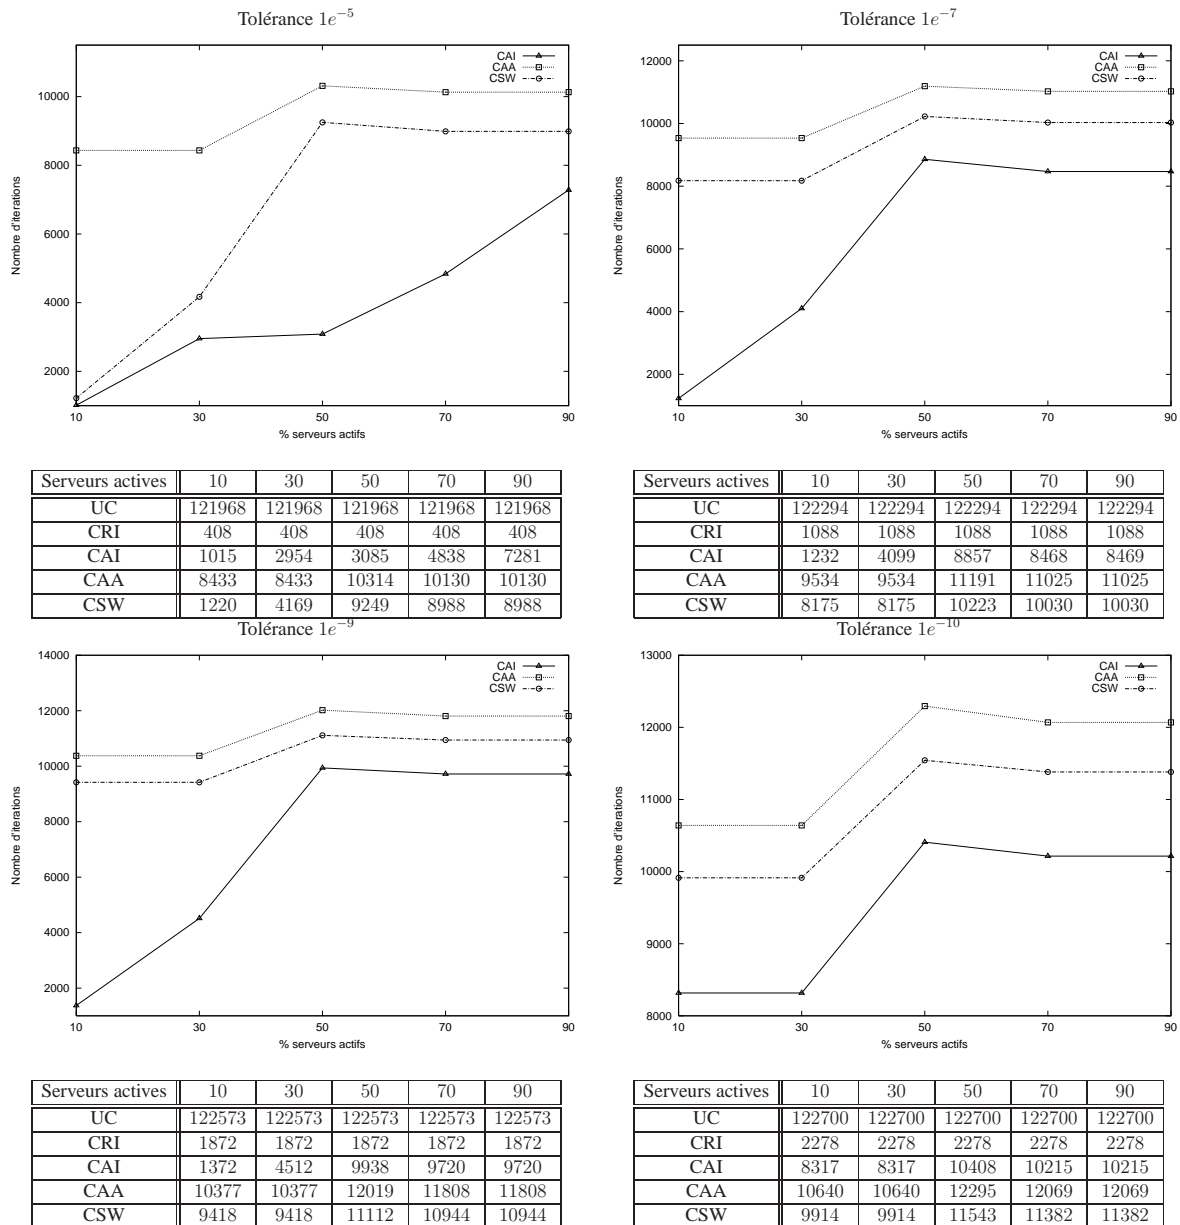 Tolérance 1e⁻⁵
CAI
CAA
CSW
10000
8000
6000
4000
2000
Nombre d'iterations
10 30 50 70 90
% serveurs actifs
Serveurs actives 10 30 50 70 90
UC 121968 121968 121968 121968 121968
CRI 408 408 408 408 408
CAI 1015 2954 3085 4838 7281
CAA 8433 8433 10314 10130 10130
CSW 1220 4169 9249 8988 8988
Tolérance 1e⁻⁷
CAI
CAA
CSW
12000
10000
8000
6000
4000
2000
Nombre d'iterations
10 30 50 70 90
% serveurs actifs
Serveurs actives 10 30 50 70 90
UC 122294 122294 122294 122294 122294
CRI 1088 1088 1088 1088 1088
CAI 1232 4099 8857 8468 8469
CAA 9534 9534 11191 11025 11025
CSW 8175 8175 10223 10030 10030
Tolérance 1e⁻⁹
14000
CAI
CAA
CSW
12000
10000
8000
6000
4000
2000
Nombre d'iterations
10 30 50 70 90
% serveurs actifs
Serveurs actives 10 30 50 70 90
UC 122573 122573 122573 122573 122573
CRI 1872 1872 1872 1872 1872
CAI 1372 4512 9938 9720 9720
CAA 10377 10377 12019 11808 11808
CSW 9418 9418 11112 10944 10944
Tolérance 1e⁻¹⁰
13000
CAI
CAA
CSW
12000
11000
10000
9000
8000
Nombre d'iterations
10 30 50 70 90
% serveurs actifs
Serveurs actives 10 30 50 70 90
UC 122700 122700 122700 122700 122700
CRI 2278 2278 2278 2278 2278
CAI 8317 8317 10408 10215 10215
CAA 10640 10640 12295 12069 12069
CSW 9914 9914 11543 11382 11382